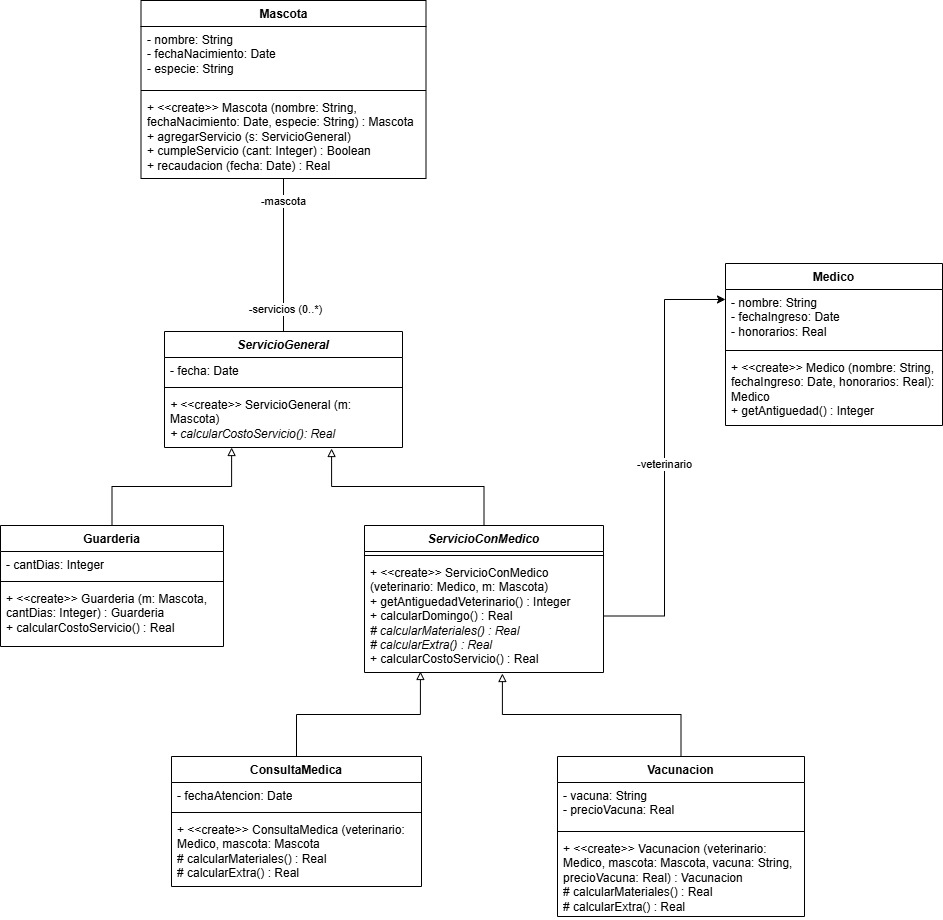 Mascota
- nombre: String
- fechaNacimiento: Date
- especie: String
+ <<create>> Mascota (nombre: String,
fechaNacimiento: Date, especie: String) : Mascota
+ agregarServicio (s: ServicioGeneral)
+ cumpleServicio (cant: Integer) : Boolean
+ recaudacion (fecha: Date) : Real
-mascota
-servicios (0..*)
ServicioGeneral
- fecha: Date
+ <<create>> ServicioGeneral (m:
Mascota)
+ calcularCostoServicio(): Real
Medico
- nombre: String
- fechaIngreso: Date
- honorarios: Real
+ <<create>> Medico (nombre: String,
fechaIngreso: Date, honorarios: Real):
Medico
+ getAntiguedad() : Integer
-veterinario
Guarderia
- cantDias: Integer
+ <<create>> Guarderia (m: Mascota,
cantDias: Integer) : Guarderia
+ calcularCostoServicio() : Real
ServicioConMedico
+ <<create>> ServicioConMedico
(veterinario: Medico, m: Mascota)
+ getAntiguedadVeterinario() : Integer
+ calcularDomingo() : Real
# calcularMateriales() : Real
# calcularExtra() : Real
+ calcularCostoServicio() : Real
ConsultaMedica
- fechaAtencion: Date
+ <<create>> ConsultaMedica (veterinario:
Medico, mascota: Mascota
# calcularMateriales() : Real
# calcularExtra() : Real
Vacunacion
- vacuna: String
- precioVacuna: Real
+ <<create>> Vacunacion (veterinario:
Medico, mascota: Mascota, vacuna: String,
precioVacuna: Real) : Vacunacion
# calcularMateriales() : Real
# calcularExtra() : Real